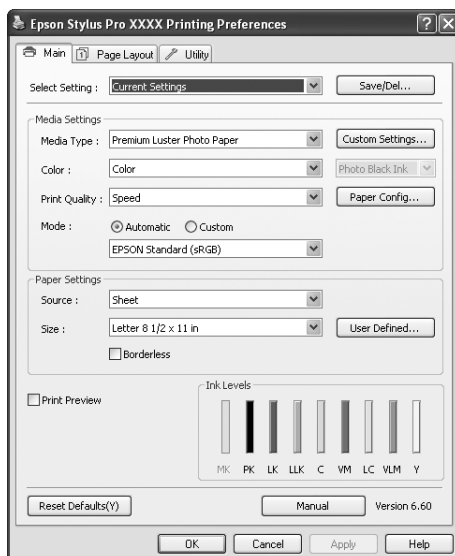 Epson Stylus Pro XXXX Printing Preferences
Main Page Layout Utility
Select Setting : Current Settings Save/Del...
Media Settings
Media Type : Premium Luster Photo Paper Custom Settings...
Color : Color Photo Black Ink
Print Quality : Speed Paper Config...
Mode : Automatic Custom
EPSON Standard (sRGB)
Paper Settings
Source : Sheet
Size : Letter 8 1/2 x 11 in User Defined...
Borderless
Print Preview
Ink Levels
MK PK LK LLK C VM LC VLM Y
Reset Defaults(Y) Manual Version 6.60
OK Cancel Apply Help